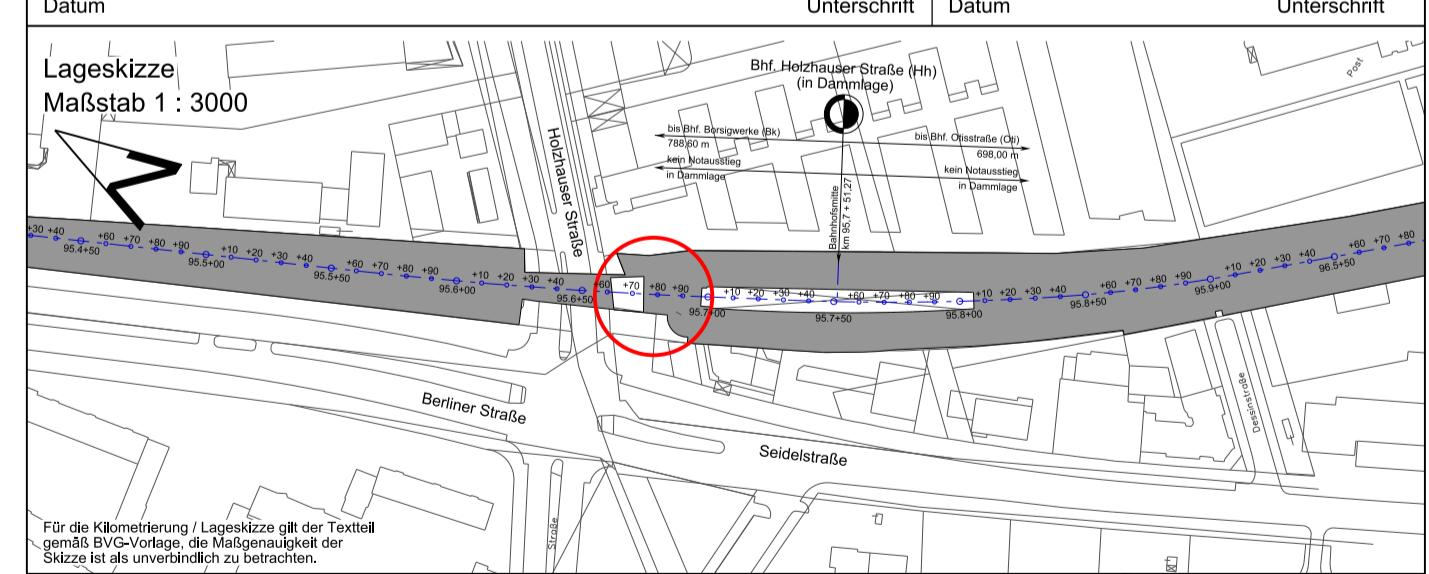 Datum
Unterschrift
Datum
Unterschrift
Lageskizze
Maßstab 1 : 3000
Holzhauser Straße
Bhf. Holzhauser Straße (Hh)
(in Dammlage)
Post
bis Bhf. Borsigwerke (Bk)
788,60 m
kein Notausstieg
in Dammlage
bis Bhf. Otisstraße (Oti)
698,00 m
kein Notausstieg
in Dammlage
Bahnhofsmitte
km 95,7 + 51,27
+30 +40 +60 +70 +80 +90 +10 +20 +30 +40 +60 +70 +80 +90 +10 +20 +30 +40 +60 +70 +80 +90 +10 +20 +30 +40 +60 +70 +80 +90 +10 +20 +30 +40 +60 +70 +80 +90 +10 +20 +30 +40 +60 +70 +80
95.4+50 95.5+00 95.5+50 95.6+00 95.6+50 95.7+00 95.7+50 95.8+00 95.8+50 95.9+00 96.5+50
Berliner Straße
Seidelstraße
Dessinstraße
Straße
Für die Kilometrierung / Lageskizze gilt der Textteil
gemäß BVG-Vorlage, die Maßgenauigkeit der
Skizze ist als unverbindlich zu betrachten.